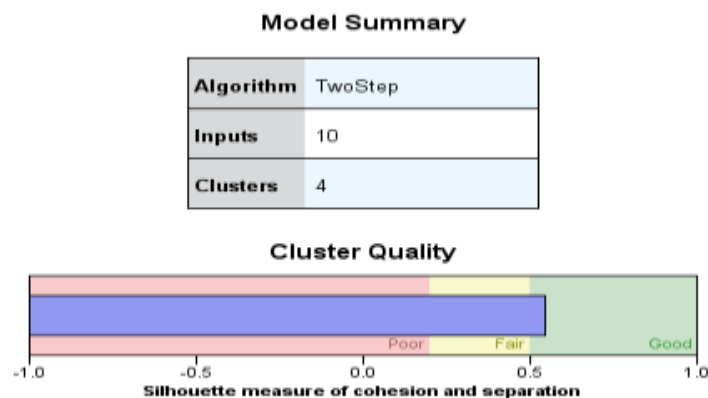 Model Summary
Algorithm TwoStep
Inputs 10
Clusters 4
Cluster Quality
Poor Fair Good
-1.0 -0.5 0.0 0.5 1.0
Silhouette measure of cohesion and separation